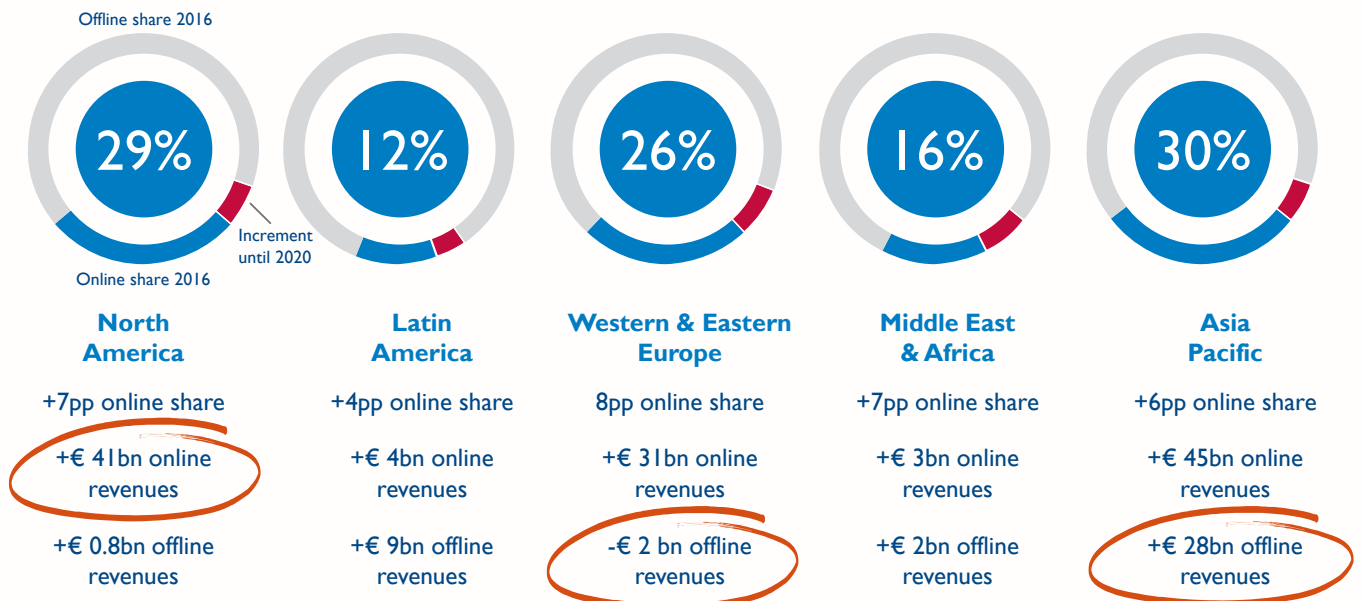 Offline share 2016
29%
Increment
until 2020
Online share 2016
12%
26%
16%
30%
North
America
+7pp online share
+€ 41bn online
revenues
+€ 0.8bn offline
revenues
Latin
America
+4pp online share
+€ 4bn online
revenues
+€ 9bn offline
revenues
Western & Eastern
Europe
8pp online share
+€ 31bn online
revenues
-€ 2 bn offline
revenues
Middle East
& Africa
+7pp online share
+€ 3bn online
revenues
+€ 2bn offline
revenues
Asia
Pacific
+6pp online share
+€ 45bn online
revenues
+€ 28bn offline
revenues